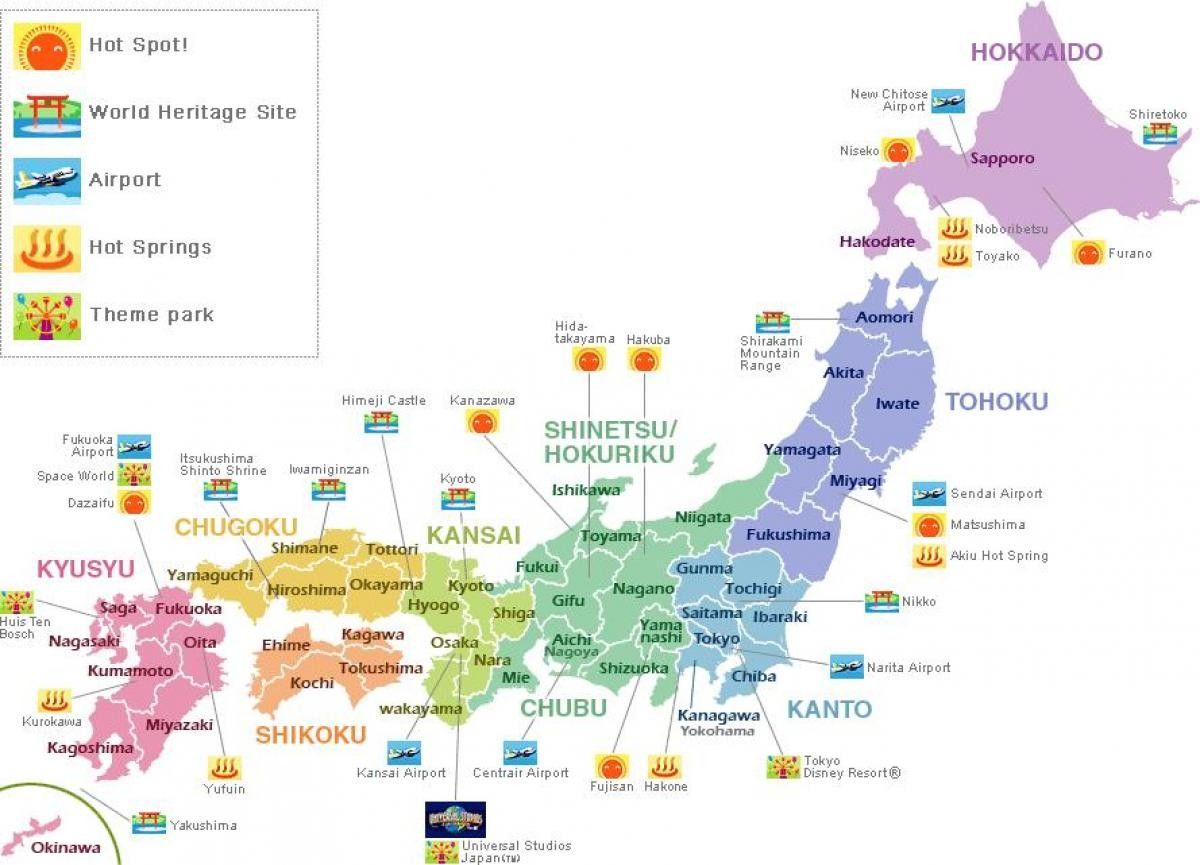 Hot Spot!
World Heritage Site
Airport
Hot Springs
Theme park
HOKKAIDO
New Chitose
Airport
Shiretoko
Niseko
Sapporo
Noboribetsu
Toyako
Furano
Hakodate
Shirakami
Mountain
Range
Aomori
Akita
Iwate
TOHOKU
Yamagata
Miyagi
Fukushima
Sendai Airport
Matsushima
Akiu Hot Spring
Hida-
takayama
Hakuba
Himeji Castle
Kanazawa
SHINETSU/
HOKURIKU
Ishikawa
Niigata
Toyama
Fukui
Gifu
Nagano
Yama
nashi
Aichi
Nagoya
Shizuoka
Mie
CHUBU
Gunma
Tochigi
Saitama
Ibaraki
Tokyo
Chiba
Kanagawa
Yokohama
KANTO
Nikko
Narita Airport
Tokyo
Disney Resort®
Fukuoka
Airport
Space World
Dazaifu
Itsukushima
Shinto Shrine
Iwamiginzan
Kyoto
CHUGOKU
KANSAI
Shimane
Tottori
Yamaguchi
Hiroshima
Okayama
Hyogo
Kyoto
Shiga
Osaka
Nara
wakayama
KYUSYU
Saga
Fukuoka
Huis Ten
Bosch
Nagasaki
Oita
Kumamoto
Kurokawa
Miyazaki
Kagoshima
Ehime
Kagawa
Kochi
Tokushima
SHIKOKU
Yufuin
Yakushima
Okinawa
Kansai Airport
Centrair Airport
Fujisan
Hakone
UNIVERSAL STUDIOS
Universal Studios
Japan(TM)